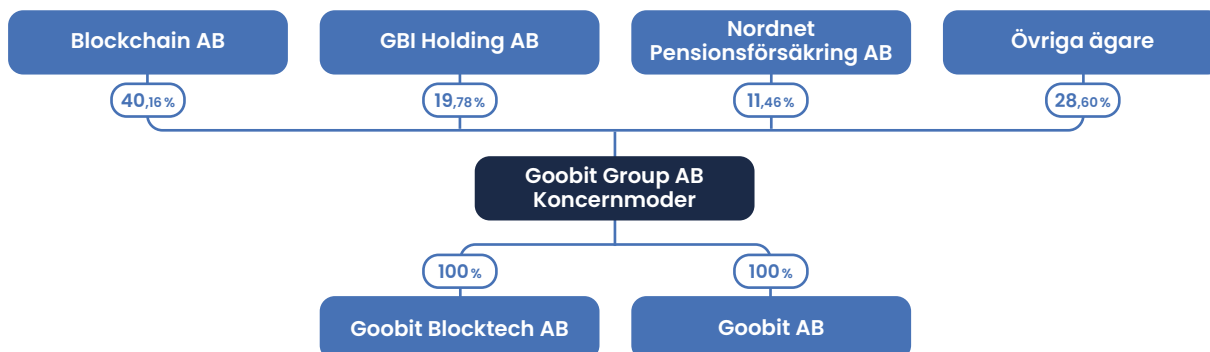 Blockchain AB
GBI Holding AB
Nordnet
Pensionsförsäkring AB
Övriga ägare
40,16%
19,78%
11,46%
28,60%
Goobit Group AB
Koncernmoder
100%
100%
Goobit Blocktech AB
Goobit AB